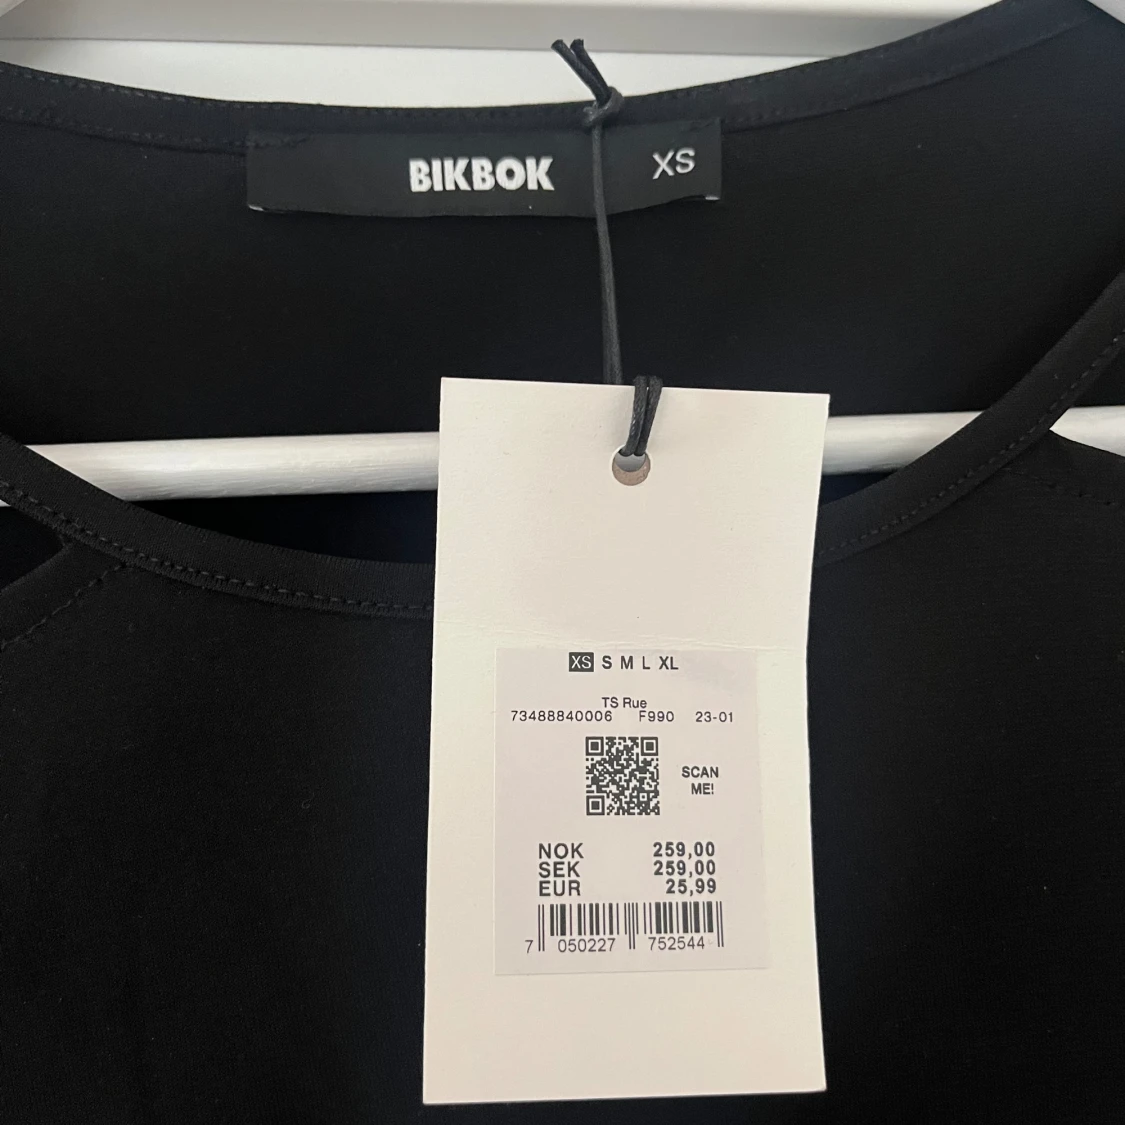 BIKBOK XS
XS S M L XL
TS Rue
73488840006 F990 23-01
SCAN
ME!
NOK 259,00
SEK 259,00
EUR 25,99
7 050227 752544